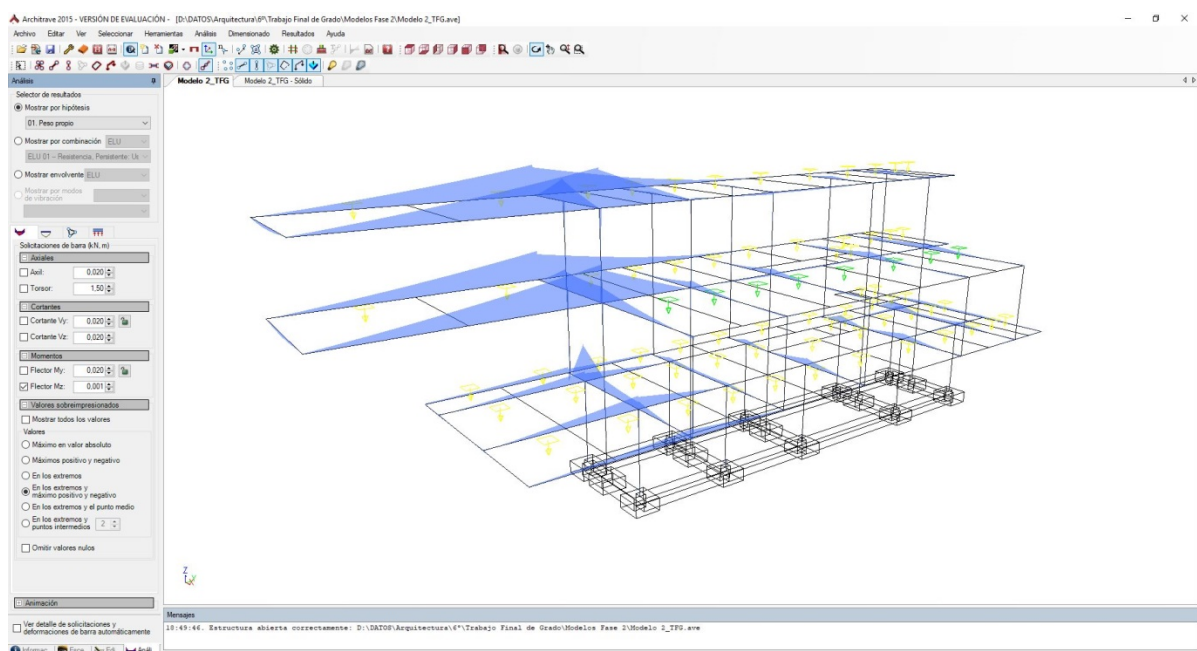 Architrave 2015 - VERSIÓN DE EVALUACIÓN - [D:\DATOS\Arquitectura\6º\Trabajo Final de Grado\Modelos Fase 2\Modelo 2_TFG.ave]
Archivo Editar Ver Seleccionar Herramientas Análisis Dimensionado Resultados Ayuda
Análisis
Modelo 2_TFG Modelo 2_TFG - Sólido
Selector de resultados
Mostrar por hipótesis
01. Peso propio
Mostrar por combinación ELU
ELU 01 – Resistencia. Persistente: Us
Mostrar envolvente ELU
Mostrar por modos
de vibración
Solicitaciones de barra (kN, m)
Axiales
Axil: 0,020
Torsor: 1,50
Cortantes
Cortante Vy: 0,020
Cortante Vz: 0,020
Momentos
Flector My: 0,020
Flector Mz: 0,001
Valores sobreimpresionados
Mostrar todos los valores
Valores
Máximo en valor absoluto
Máximos positivo y negativo
En los extremos
En los extremos y
máximo positivo y negativo
En los extremos y el punto medio
En los extremos y
puntos intermedios 2
Omitir valores nulos
Z
Animación
Ver detalle de solicitaciones y
deformaciones de barra automáticamente
Mensajes
18:49:46. Estructura abierta correctamente: D:\DATOS\Arquitectura\6º\Trabajo Final de Grado\Modelos Fase 2\Modelo 2_TFG.ave